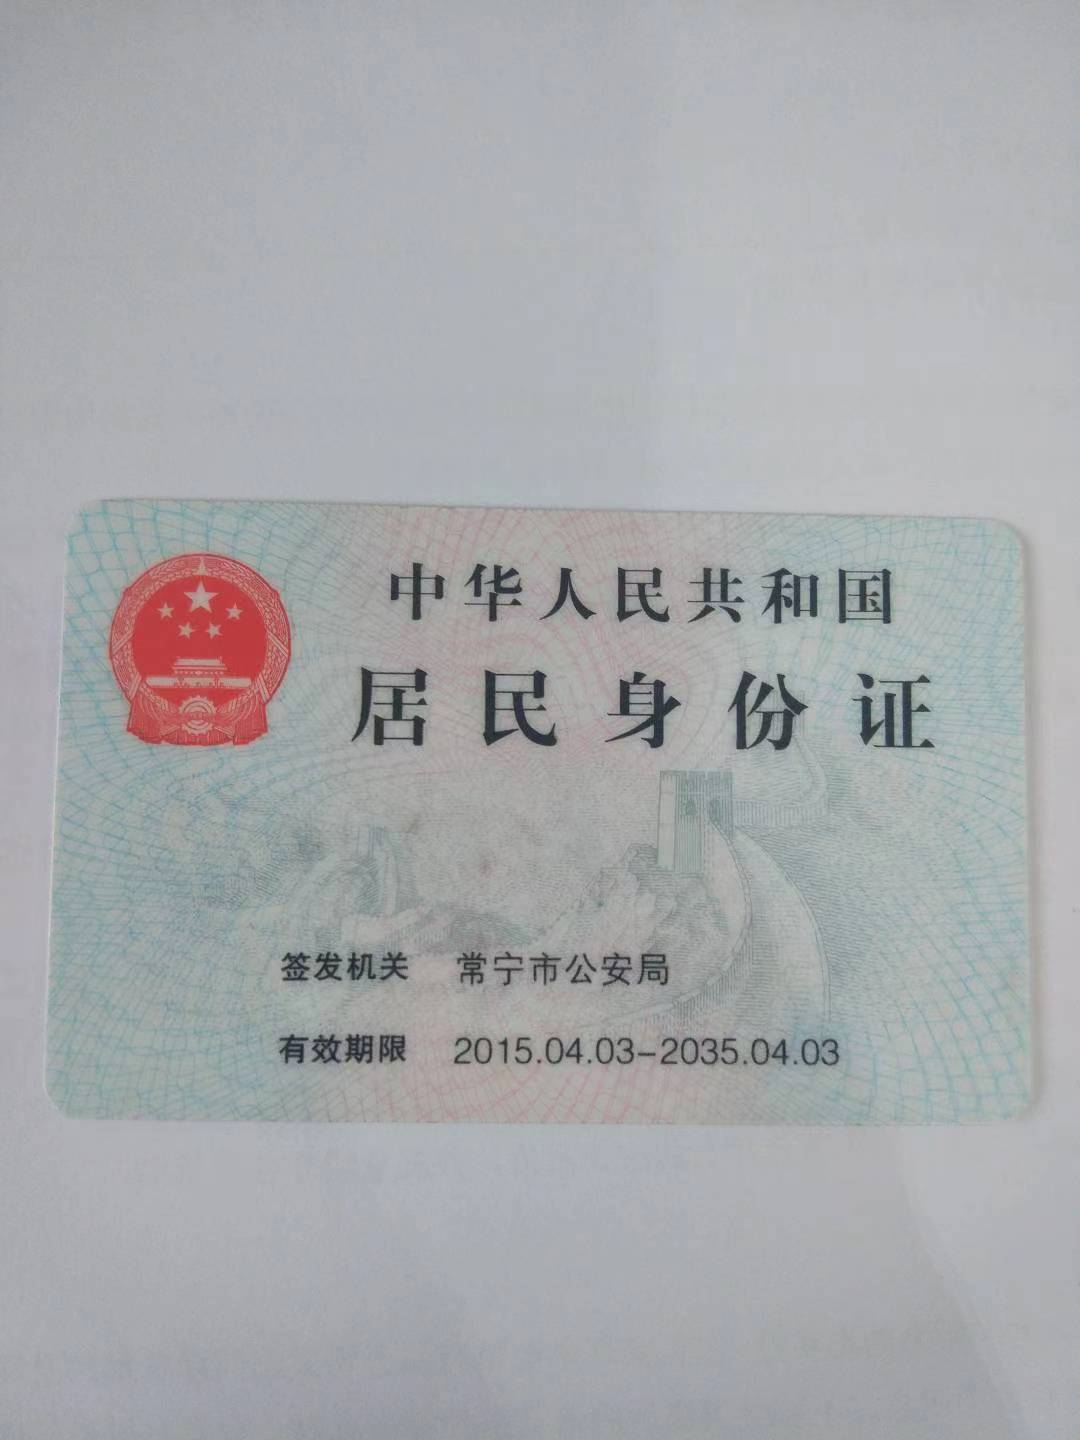 中华人民共和国
居民身份证
签发机关 常宁市公安局
有效期限 2015.04.03-2035.04.03